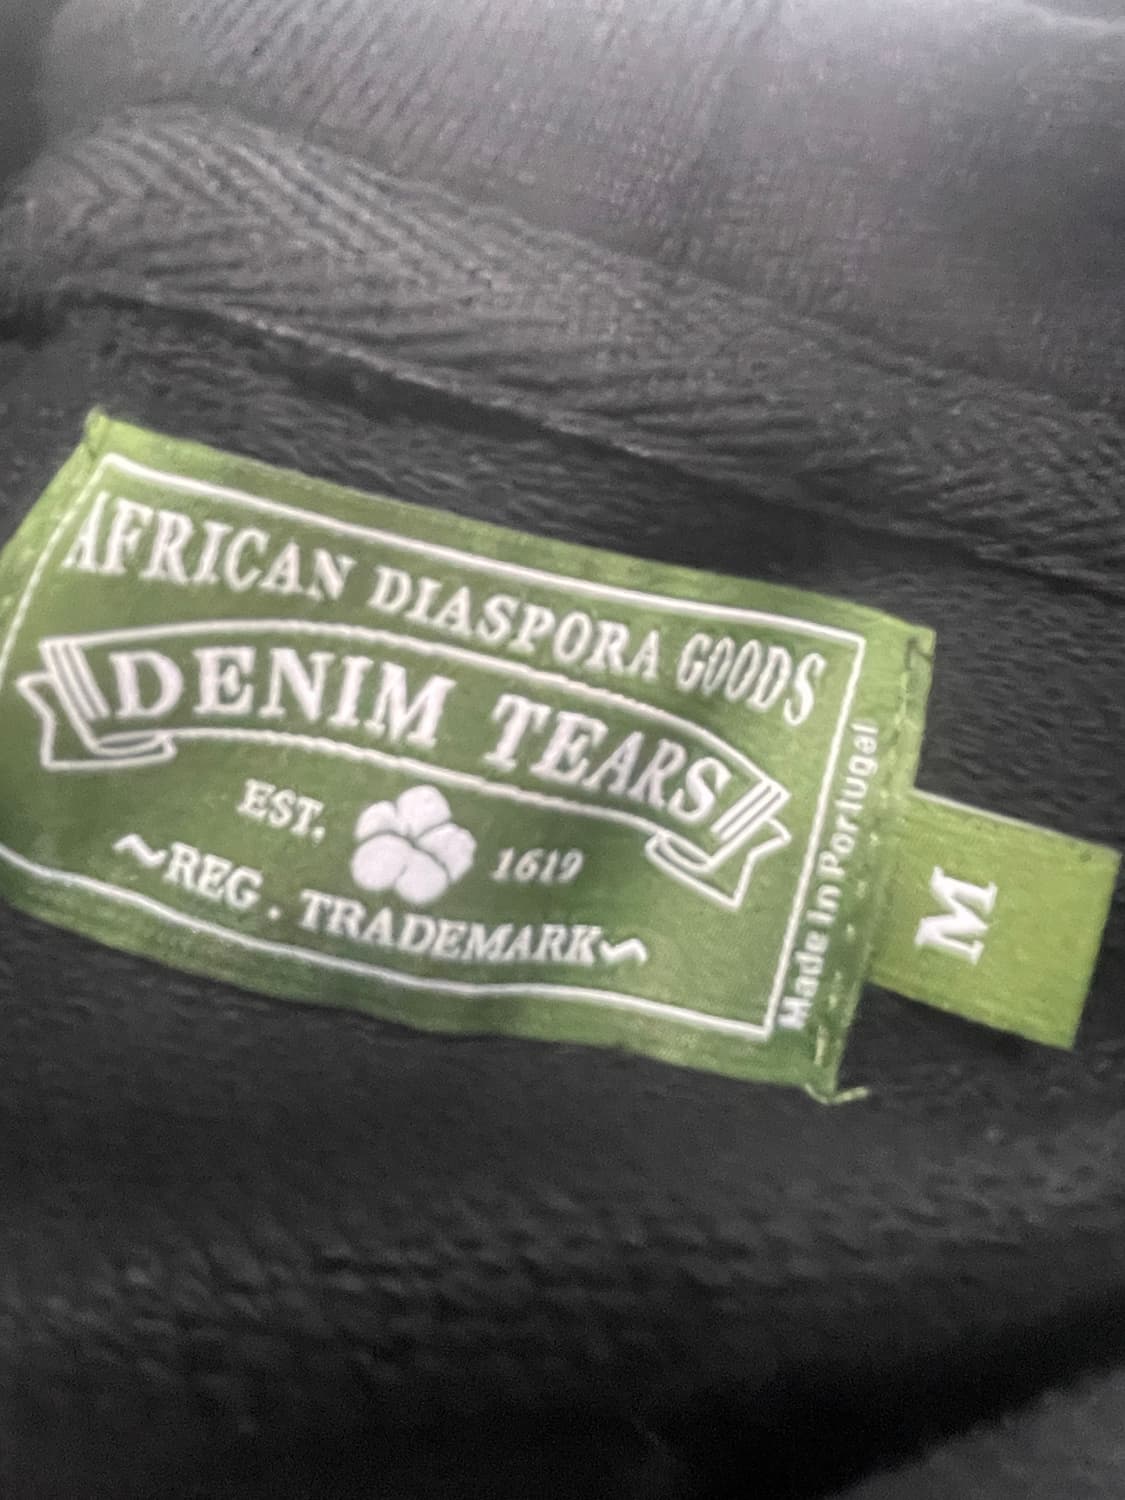 AFRICAN DIASPORA GOODS
DENIM TEARS
EST. 1619
~REG . TRADEMARK~
Made in Portugal
M